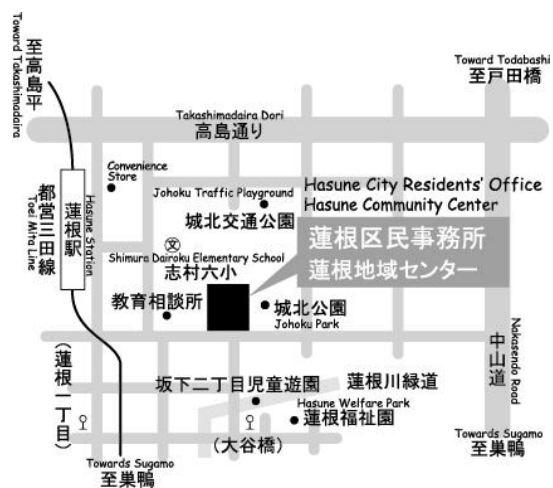 至高島平
Toward Takashimadaira
Toward Todabashi
至戸田橋
Takashimadaira Dori
高島通り
Convenience
Store
Johoku Traffic Playground
城北交通公園
Hasune City Residents' Office
Hasune Community Center
蓮根区民事務所
蓮根地域センター
都営三田線
Toei Mita Line
蓮根駅
Hasune Station
文
Shimura Dairoku Elementary School
志村六小
教育相談所
城北公園
Johoku Park
中山道
Nakasendo Road
(蓮根一丁目)
坂下二丁目児童遊園
蓮根川緑道
Hasune Welfare Park
蓮根福祉園
(大谷橋)
Towards Sugamo
至巣鴨
Towards Sugamo
至巣鴨